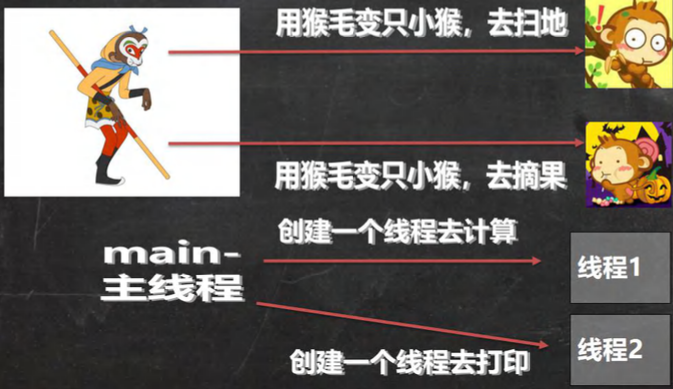 用猴毛变只小猴，去扫地
用猴毛变只小猴，去摘果
创建一个线程去计算
main-
主线程
线程1
线程2
创建一个线程去打印